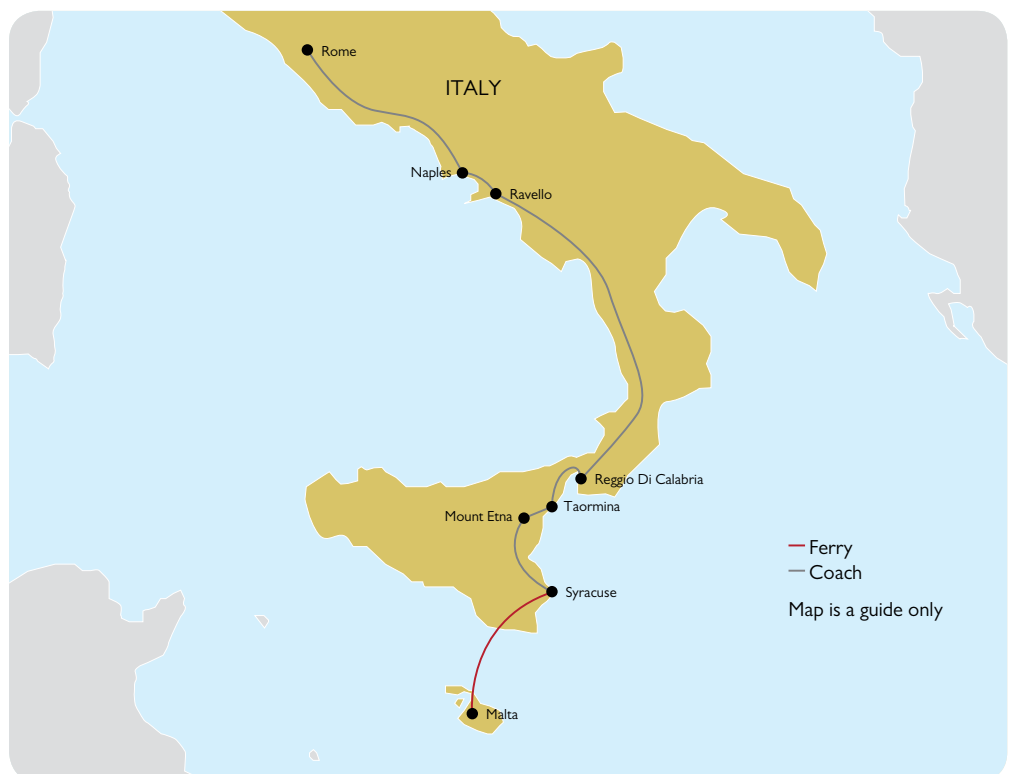 Rome
ITALY
Naples
Ravello
Reggio Di Calabria
Taormina
Mount Etna
Ferry
Coach
Syracuse
Map is a guide only
Malta